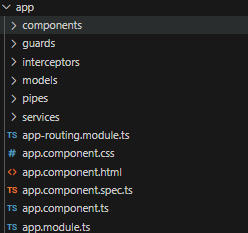 app
components
guards
interceptors
models
pipes
services
TS app-routing.module.ts
# app.component.css
<> app.component.html
TS app.component.spec.ts
TS app.component.ts
TS app.module.ts